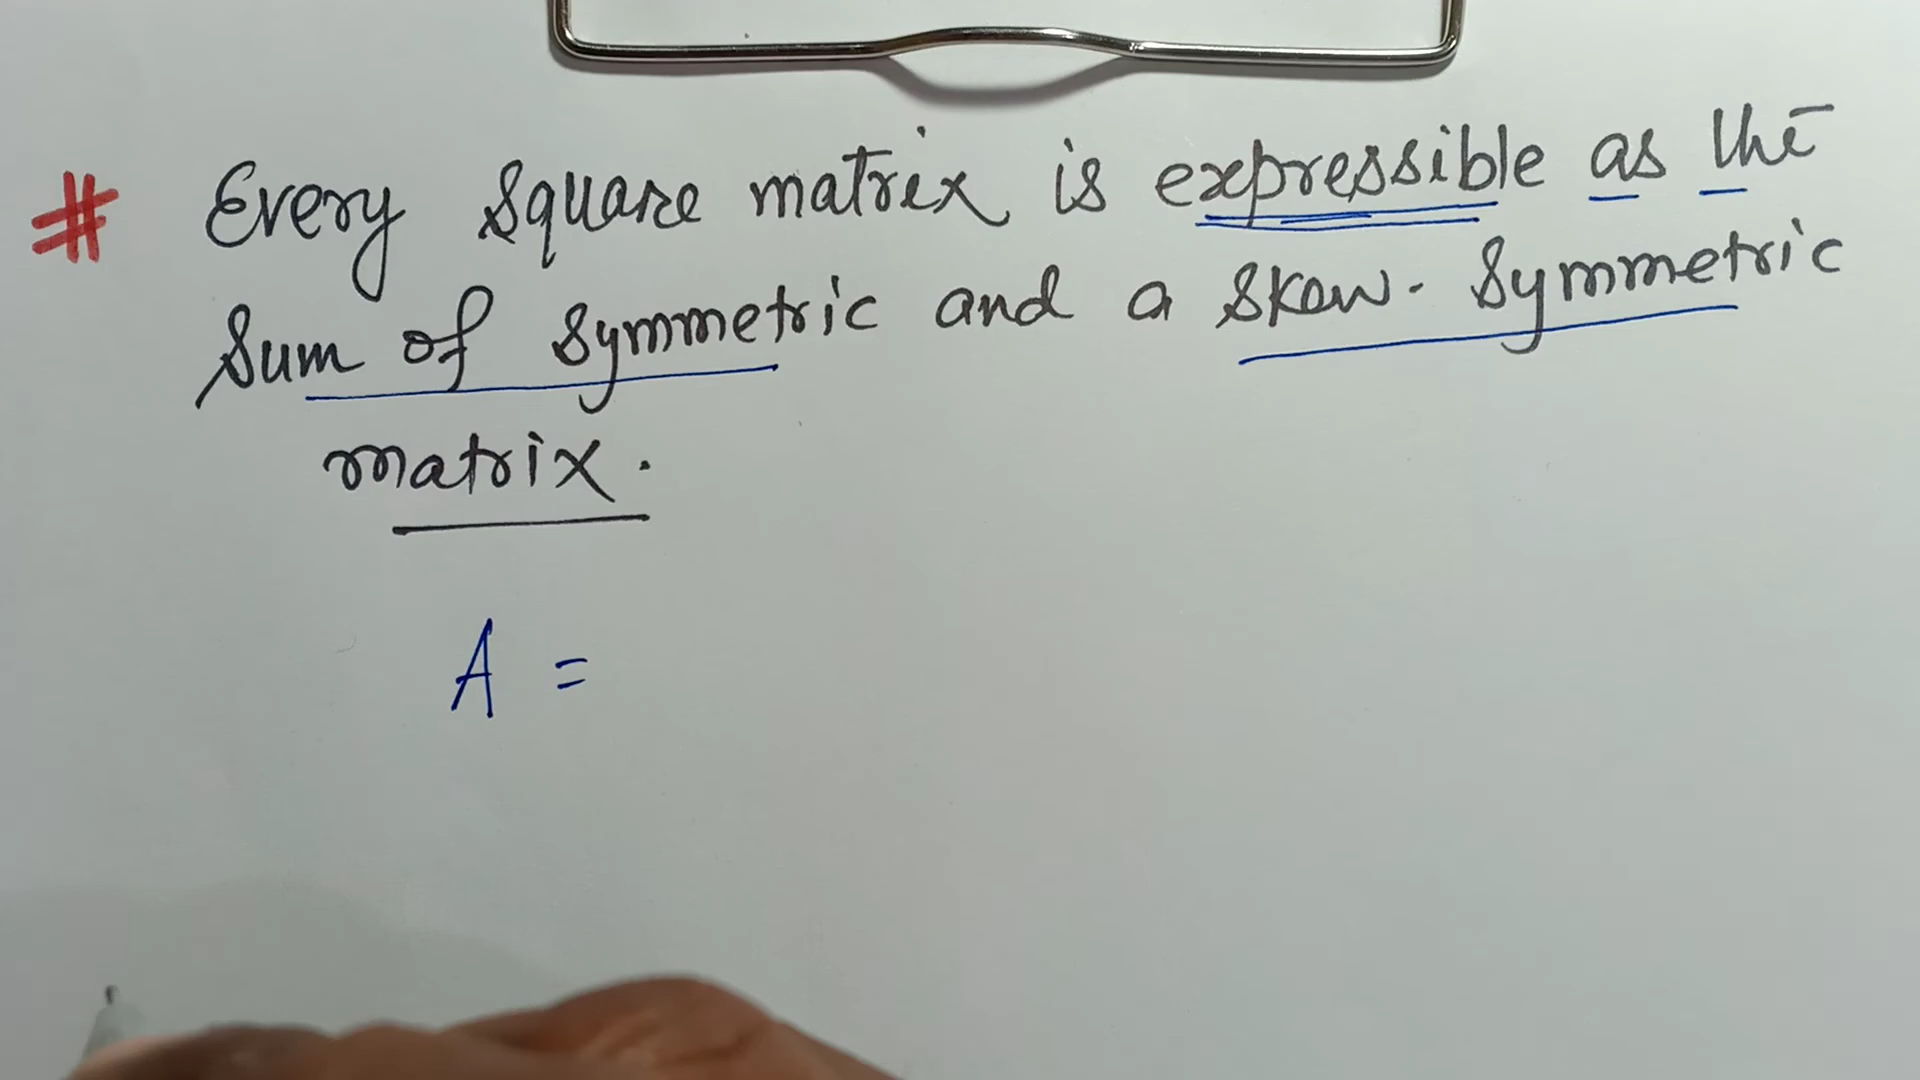 # Every square matrix is expressible as the
sum of symmetric and a skew-symmetric
matrix.
A =